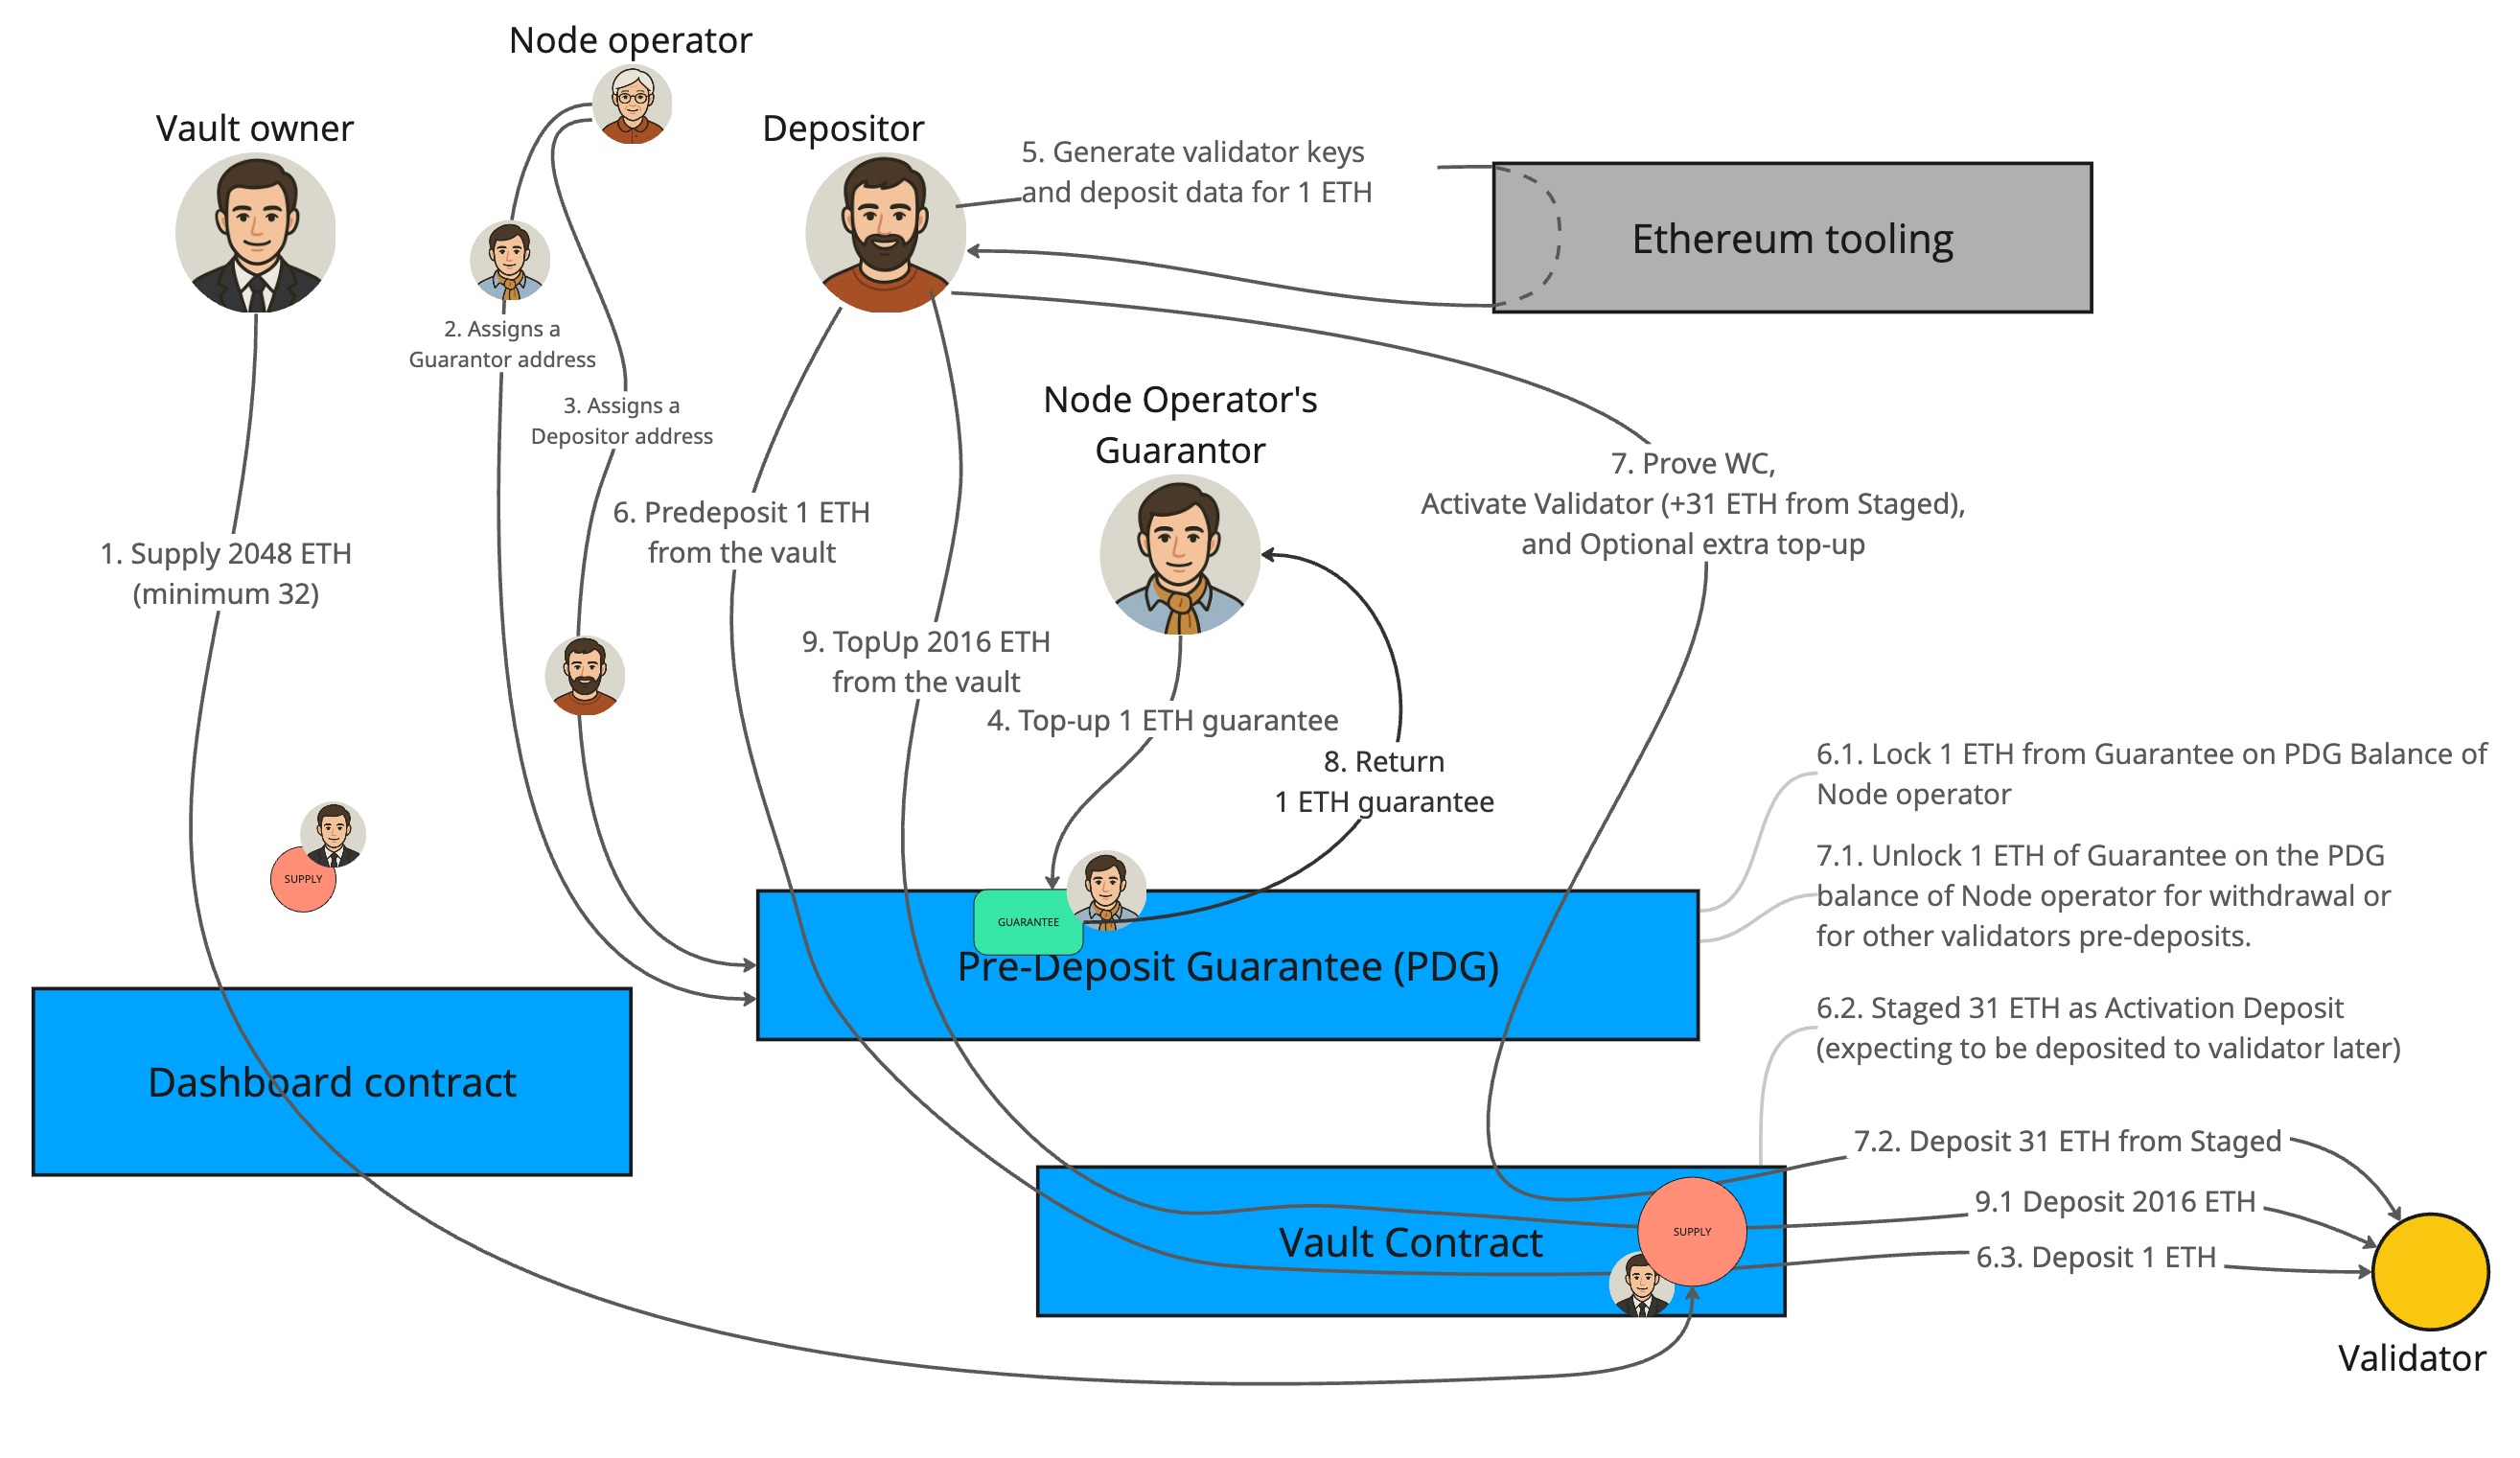 Node operator
Vault owner
Depositor
5. Generate validator keys
and deposit data for 1 ETH
Ethereum tooling
2. Assigns a
Guarantor address
3. Assigns a
Depositor address
Node Operator's
Guarantor
7. Prove WC,
Activate Validator (+31 ETH from Staged),
and Optional extra top-up
6. Predeposit 1 ETH
from the vault
1. Supply 2048 ETH
(minimum 32)
9. TopUp 2016 ETH
from the vault
4. Top-up 1 ETH guarantee
8. Return
1 ETH guarantee
6.1. Lock 1 ETH from Guarantee on PDG Balance of
Node operator
7.1. Unlock 1 ETH of Guarantee on the PDG
balance of Node operator for withdrawal or
for other validators pre-deposits.
SUPPLY
GUARANTEE
Pre-Deposit Guarantee (PDG)
6.2. Staged 31 ETH as Activation Deposit
(expecting to be deposited to validator later)
Dashboard contract
7.2. Deposit 31 ETH from Staged
9.1 Deposit 2016 ETH
SUPPLY
Vault Contract
6.3. Deposit 1 ETH
Validator